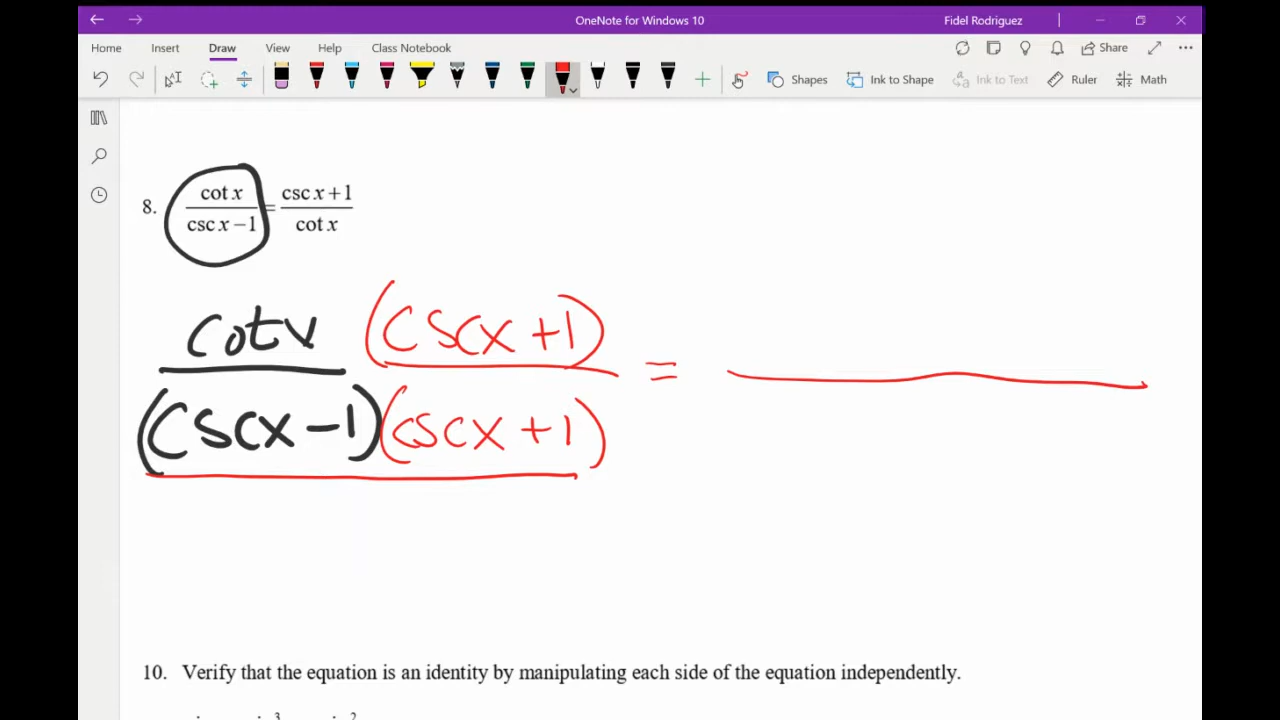 OneNote for Windows 10 Fidel Rodriguez
Home Insert Draw View Help Class Notebook Share
Shapes Ink to Shape Ink to Text Ruler Math
8. cot x / csc x − 1 = csc x + 1 / cot x
cotx (cscx + 1) =
(cscx − 1)(cscx + 1)
10. Verify that the equation is an identity by manipulating each side of the equation independently.